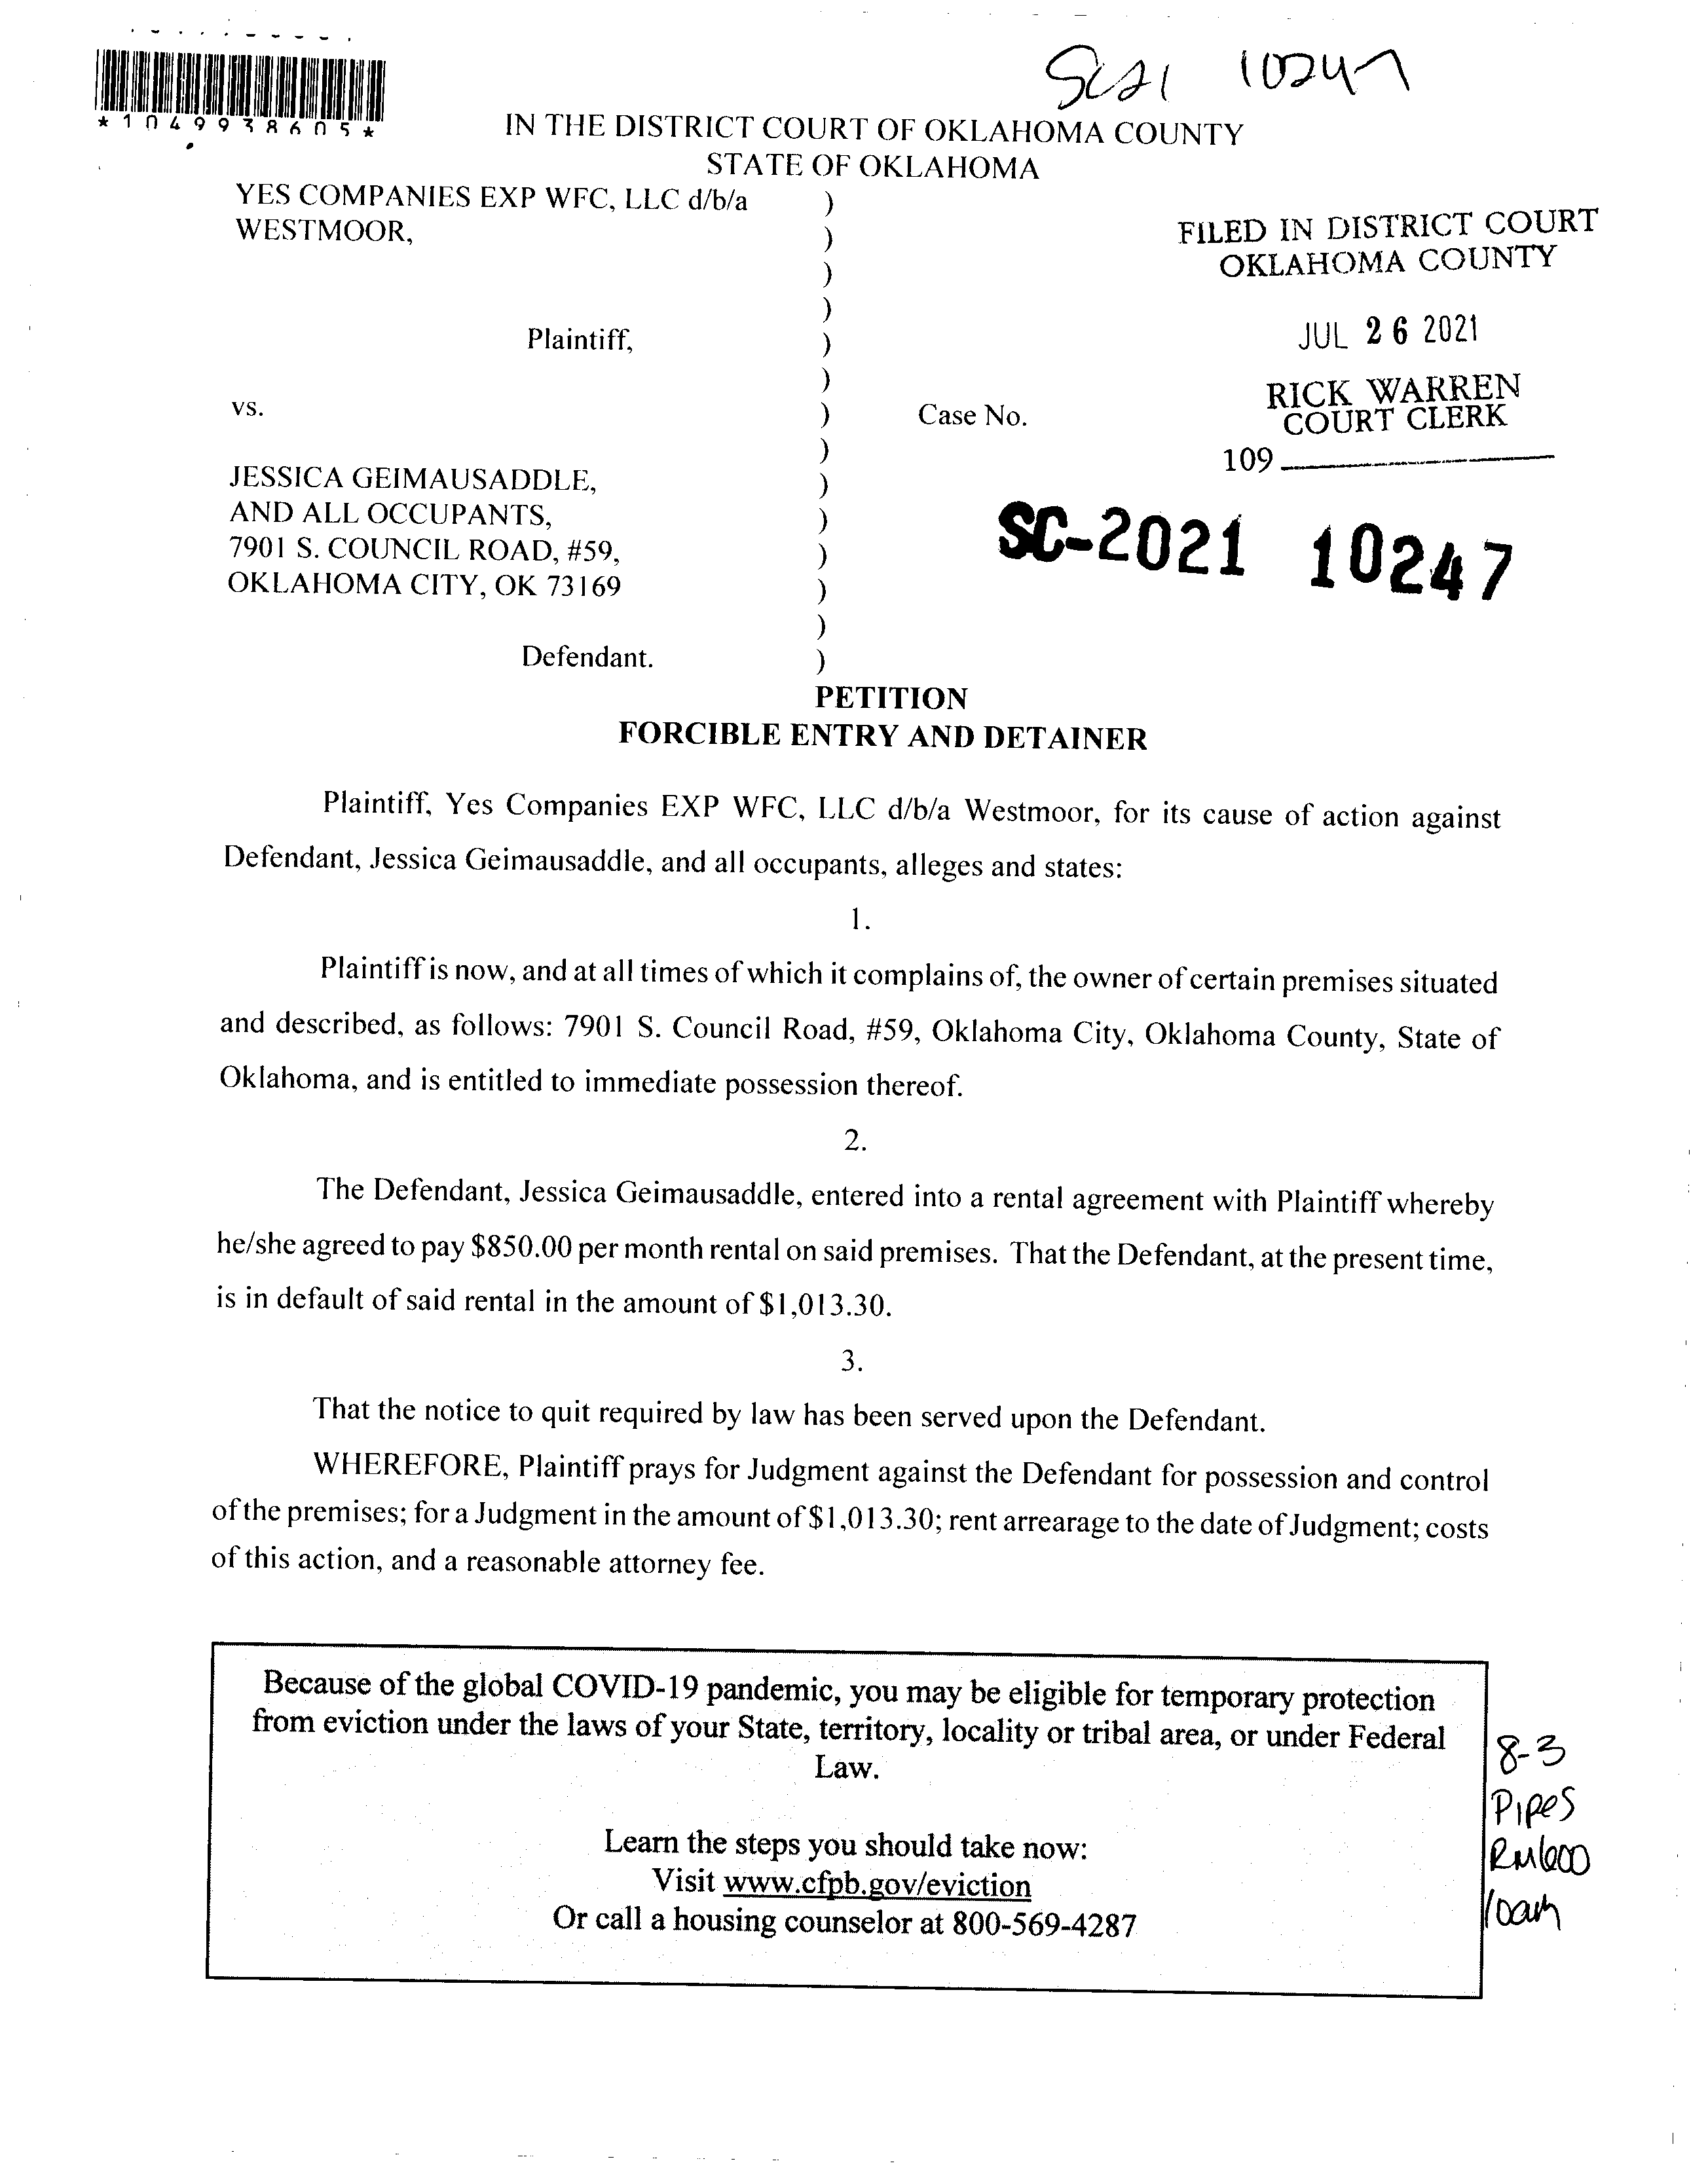 SC21 10247
*1049938605*
IN THE DISTRICT COURT OF OKLAHOMA COUNTY
STATE OF OKLAHOMA
YES COMPANIES EXP WFC, LLC d/b/a )
WESTMOOR, )
)
)
Plaintiff, )
)
vs. ) Case No.
)
JESSICA GEIMAUSADDLE, )
AND ALL OCCUPANTS, )
7901 S. COUNCIL ROAD, #59, )
OKLAHOMA CITY, OK 73169 )
)
Defendant. )
FILED IN DISTRICT COURT
OKLAHOMA COUNTY
JUL 26 2021
RICK WARREN
COURT CLERK
109
SC-2021 10247
PETITION
FORCIBLE ENTRY AND DETAINER
Plaintiff, Yes Companies EXP WFC, LLC d/b/a Westmoor, for its cause of action against
Defendant, Jessica Geimausaddle, and all occupants, alleges and states:
1.
Plaintiff is now, and at all times of which it complains of, the owner of certain premises situated
and described, as follows: 7901 S. Council Road, #59, Oklahoma City, Oklahoma County, State of
Oklahoma, and is entitled to immediate possession thereof.
2.
The Defendant, Jessica Geimausaddle, entered into a rental agreement with Plaintiff whereby
he/she agreed to pay $850.00 per month rental on said premises. That the Defendant, at the present time,
is in default of said rental in the amount of $1,013.30.
3.
That the notice to quit required by law has been served upon the Defendant.
WHEREFORE, Plaintiff prays for Judgment against the Defendant for possession and control
of the premises; for a Judgment in the amount of $1,013.30; rent arrearage to the date of Judgment; costs
of this action, and a reasonable attorney fee.
Because of the global COVID-19 pandemic, you may be eligible for temporary protection
from eviction under the laws of your State, territory, locality or tribal area, or under Federal
Law.
Learn the steps you should take now:
Visit www.cfpb.gov/eviction
Or call a housing counselor at 800-569-4287
8-3
Pipes
RM600
10am